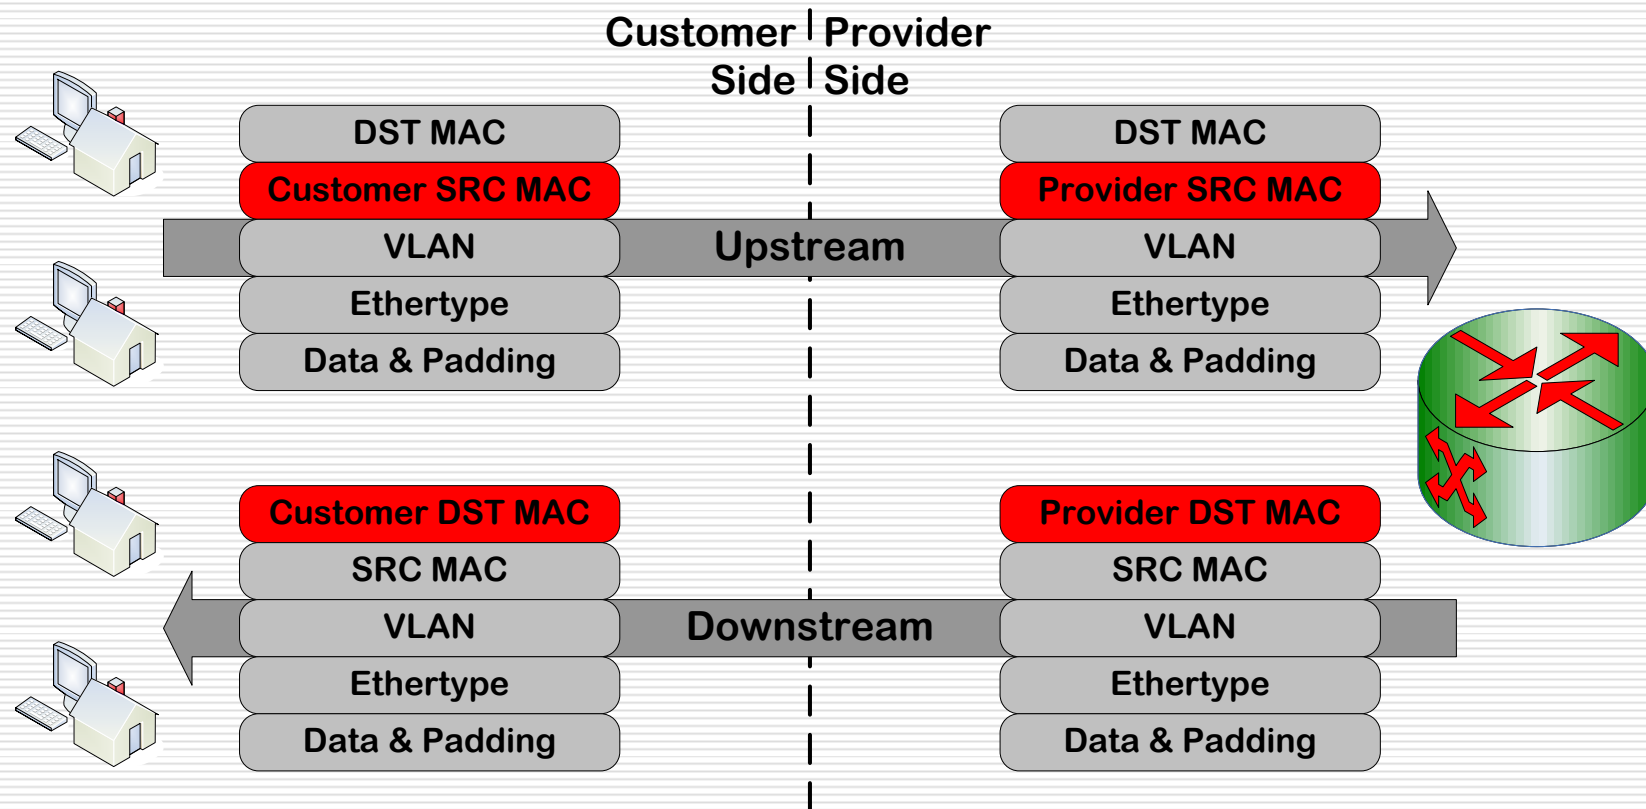 Customer Provider
Side Side
DST MAC
Customer SRC MAC
VLAN
Ethertype
Data & Padding
Upstream
DST MAC
Provider SRC MAC
VLAN
Ethertype
Data & Padding
Customer DST MAC
SRC MAC
VLAN
Ethertype
Data & Padding
Downstream
Provider DST MAC
SRC MAC
VLAN
Ethertype
Data & Padding